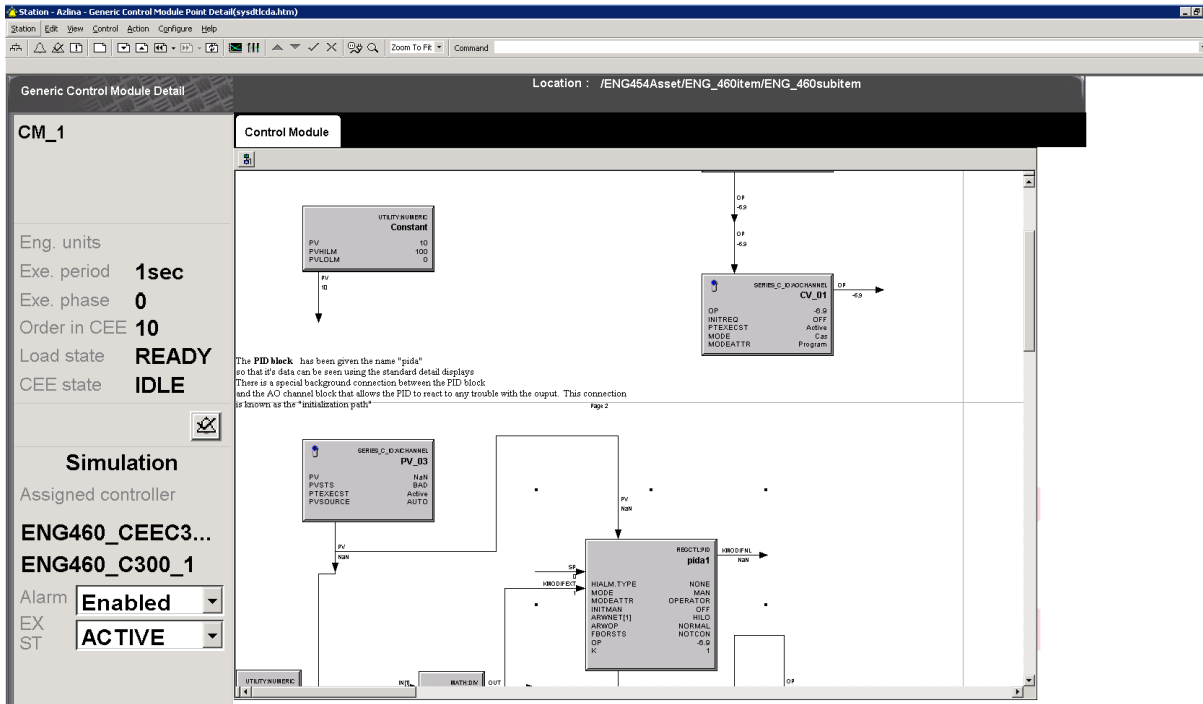 Station - Azlina - Generic Control Module Point Detail(sysdtlcda.htm)
Station Edit View Control Action Configure Help
Zoom To Fit Command
Generic Control Module Detail
Location : /ENG454Asset/ENG_460item/ENG_460subitem
CM_1
Control Module
Eng. units
Exe. period 1sec
Exe. phase 0
Order in CEE 10
Load state READY
CEE state IDLE
Simulation
Assigned controller
ENG460_CEEC3...
ENG460_C300_1
Alarm Enabled
EX ST ACTIVE
UTILITY:NUMERIC
Constant
PV 10
PVHILM 100
PVLOLM 0
PV
10
OP
-6.9
OP
-6.9
SERIES_C_IO:AOCHANNEL
CV_01
OP -6.9
INITREQ OFF
PTEXECST Active
MODE Cas
MODEATTR Program
OP
-6.9
The PID block has been given the name "pida"
so that it's data can be seen using the standard detail displays
There is a special background connection between the PID block
and the AO channel block that allows the PID to react to any trouble with the ouput. This connection
is known as the "initialization path"
Page 2
SERIES_C_IO:AICHANNEL
PV_03
PV NaN
PVSTS BAD
PTEXECST Active
PVSOURCE AUTO
PV
NaN
PV
NaN
REGCTL:PID
pida1
HIALM.TYPE NONE
MODE MAN
MODEATTR OPERATOR
INITMAN OFF
ARWNET[1] HILO
ARWOP NORMAL
FBORSTS NOTCON
OP -6.9
K 1
SP
0
KMODIFEXT
1
KMODIFNL
NaN
UTILITY:NUMERIC
IN[1]
MATH:DIV
OUT
OP